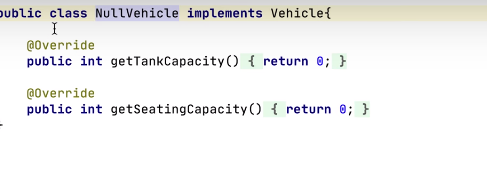 public class NullVehicle implements Vehicle{
@Override
public int getTankCapacity() { return 0; }
@Override
public int getSeatingCapacity() { return 0; }
}